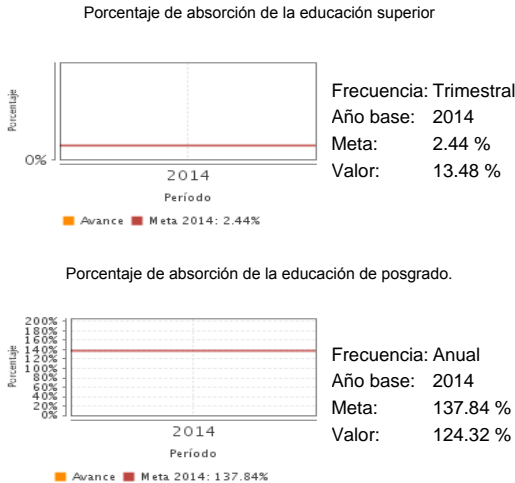 Porcentaje de absorción de la educación superior
Porcentaje
0%
2014
Período
Avance Meta 2014: 2.44%
Frecuencia: Trimestral
Año base: 2014
Meta: 2.44 %
Valor: 13.48 %
Porcentaje de absorción de la educación de posgrado.
Porcentaje
200%
180%
160%
140%
120%
100%
80%
60%
40%
20%
0%
2014
Período
Avance Meta 2014: 137.84%
Frecuencia: Anual
Año base: 2014
Meta: 137.84 %
Valor: 124.32 %